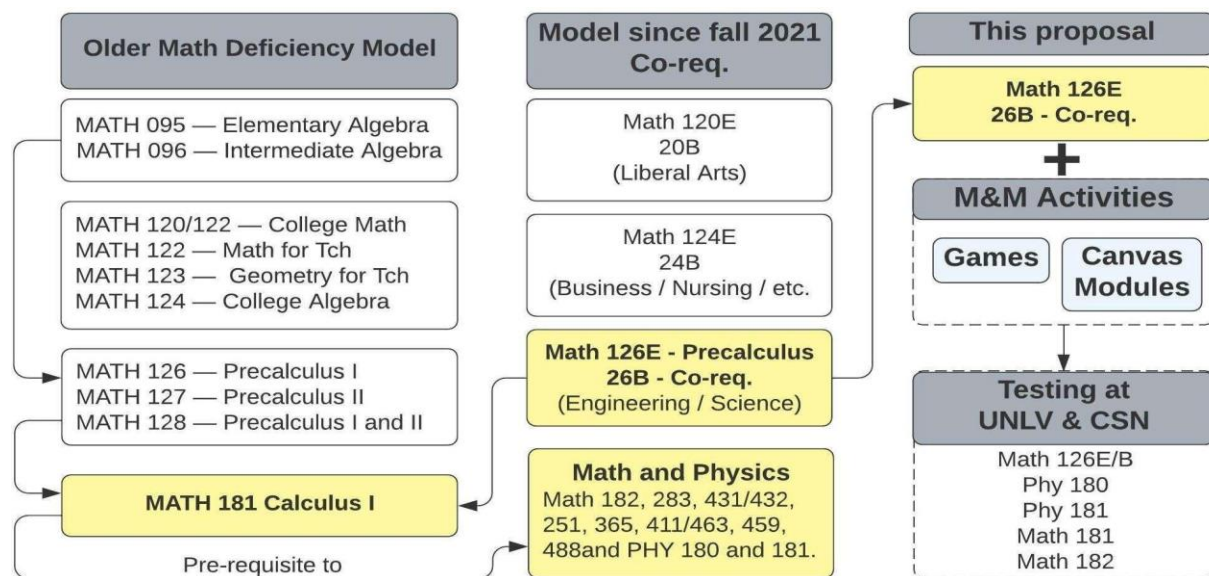 Older Math Deficiency Model
MATH 095 — Elementary Algebra
MATH 096 — Intermediate Algebra
MATH 120/122 — College Math
MATH 122 — Math for Tch
MATH 123 — Geometry for Tch
MATH 124 — College Algebra
MATH 126 — Precalculus I
MATH 127 — Precalculus II
MATH 128 — Precalculus I and II
MATH 181 Calculus I
Pre-requisite to
Model since fall 2021
Co-req.
Math 120E
20B
(Liberal Arts)
Math 124E
24B
(Business / Nursing / etc.
Math 126E - Precalculus
26B - Co-req.
(Engineering / Science)
Math and Physics
Math 182, 283, 431/432,
251, 365, 411/463, 459,
488and PHY 180 and 181.
This proposal
Math 126E
26B - Co-req.
+
M&M Activities
Games
Canvas
Modules
Testing at
UNLV & CSN
Math 126E/B
Phy 180
Phy 181
Math 181
Math 182